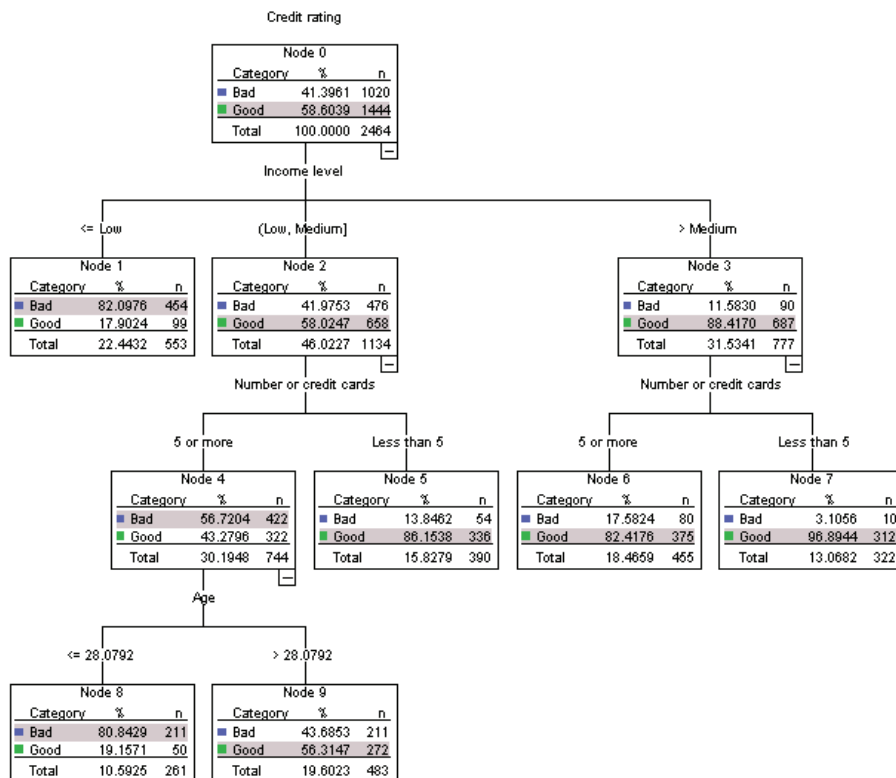 Credit rating
Node 0
Category % n
Bad 41.3961 1020
Good 58.6039 1444
Total 100.0000 2464
Income level
<= Low
(Low, Medium]
> Medium
Node 1
Category % n
Bad 82.0976 454
Good 17.9024 99
Total 22.4432 553
Node 2
Category % n
Bad 41.9753 476
Good 58.0247 658
Total 46.0227 1134
Node 3
Category % n
Bad 11.5830 90
Good 88.4170 687
Total 31.5341 777
Number or credit cards
Number or credit cards
5 or more
Less than 5
5 or more
Less than 5
Node 4
Category % n
Bad 56.7204 422
Good 43.2796 322
Total 30.1948 744
Node 5
Category % n
Bad 13.8462 54
Good 86.1538 336
Total 15.8279 390
Node 6
Category % n
Bad 17.5824 80
Good 82.4176 375
Total 18.4659 455
Node 7
Category % n
Bad 3.1056 10
Good 96.8944 312
Total 13.0682 322
Age
<= 28.0792
> 28.0792
Node 8
Category % n
Bad 80.8429 211
Good 19.1571 50
Total 10.5925 261
Node 9
Category % n
Bad 43.6853 211
Good 56.3147 272
Total 19.6023 483